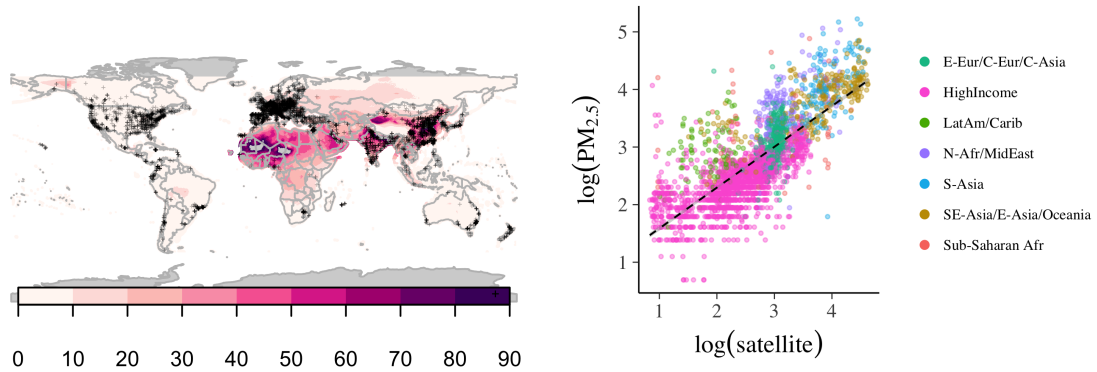 0 10 20 30 40 50 60 70 80 90
log(PM2.5)
5
4
3
2
1
1 2 3 4
log(satellite)
E-Eur/C-Eur/C-Asia
HighIncome
LatAm/Carib
N-Afr/MidEast
S-Asia
SE-Asia/E-Asia/Oceania
Sub-Saharan Afr